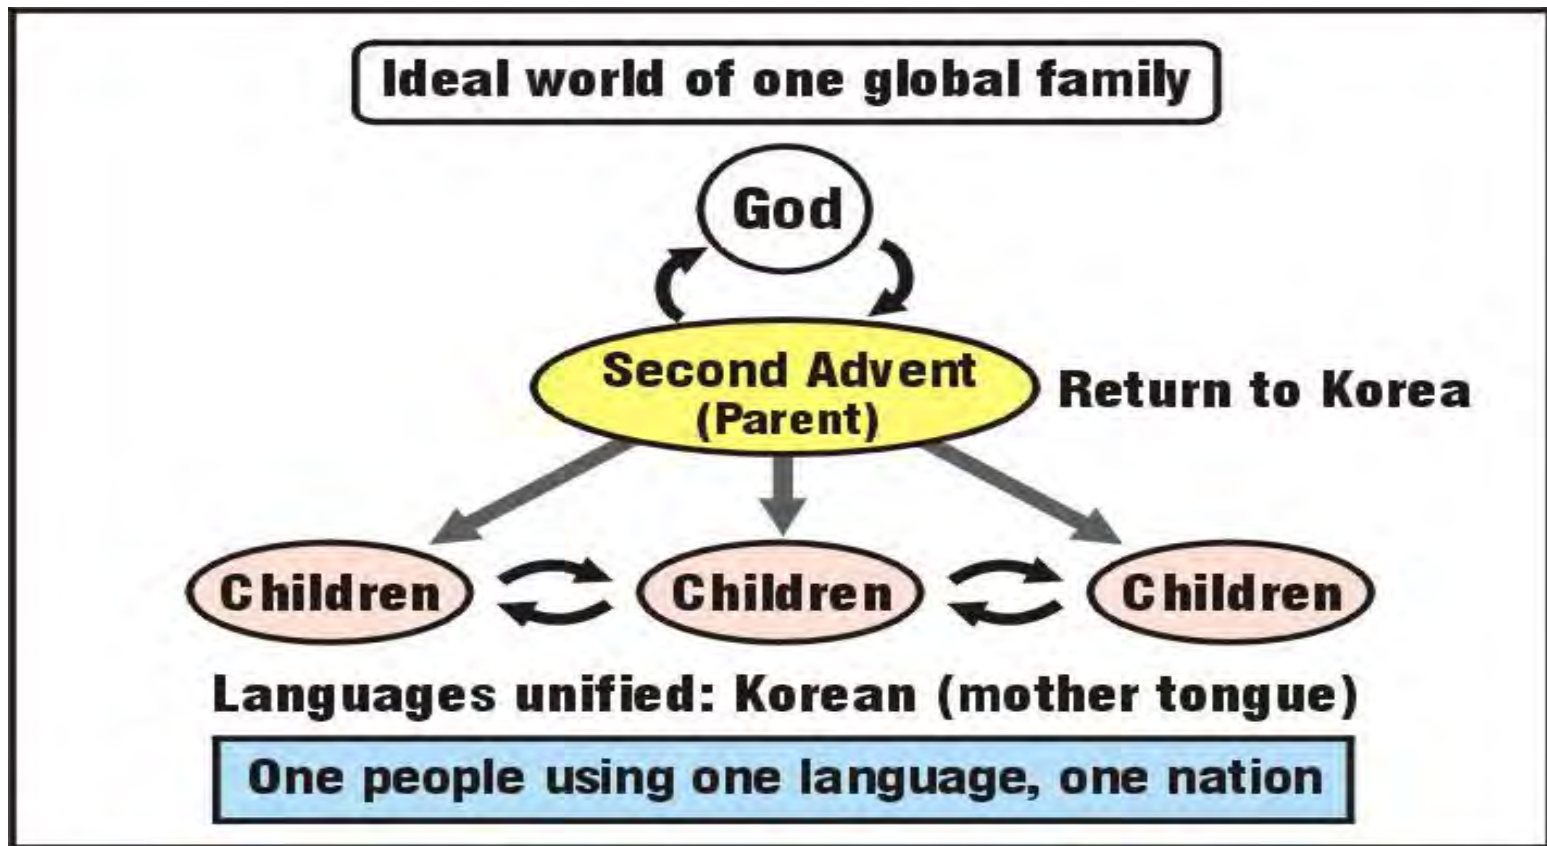 Ideal world of one global family
God
Second Advent
(Parent)
Return to Korea
Children
Children
Children
Languages unified: Korean (mother tongue)
One people using one language, one nation